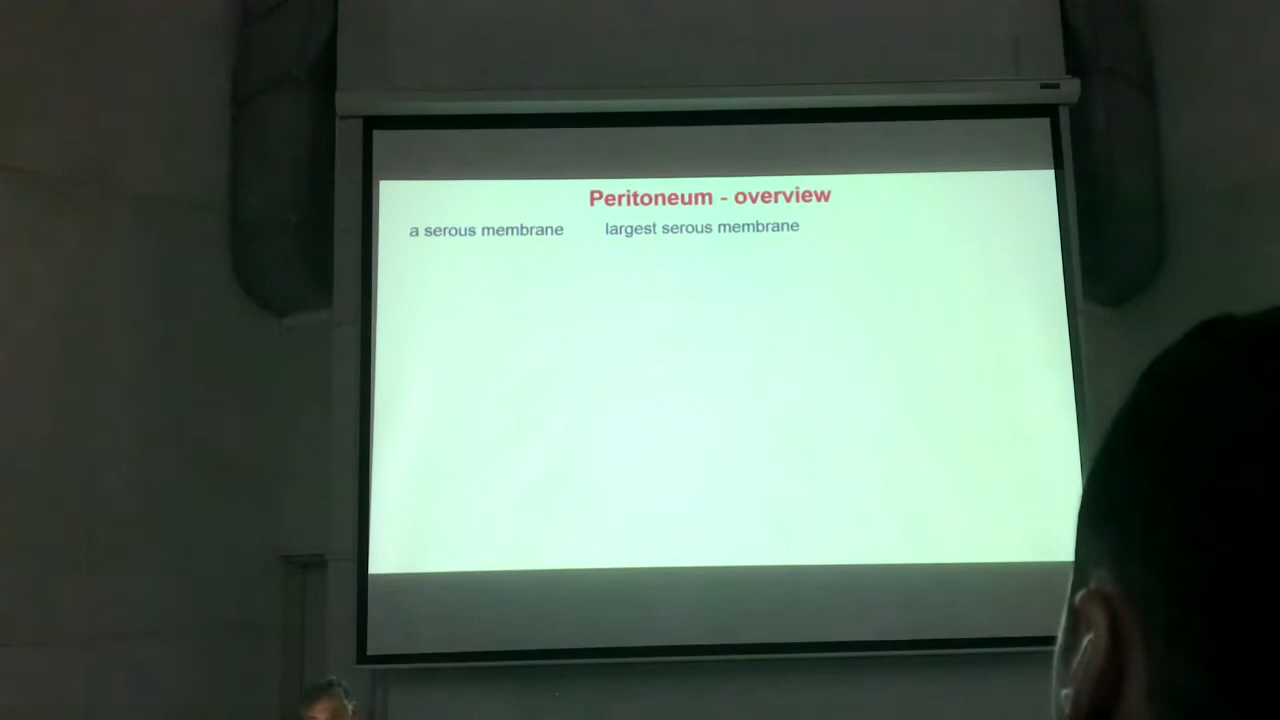 Peritoneum - overview
a serous membrane largest serous membrane